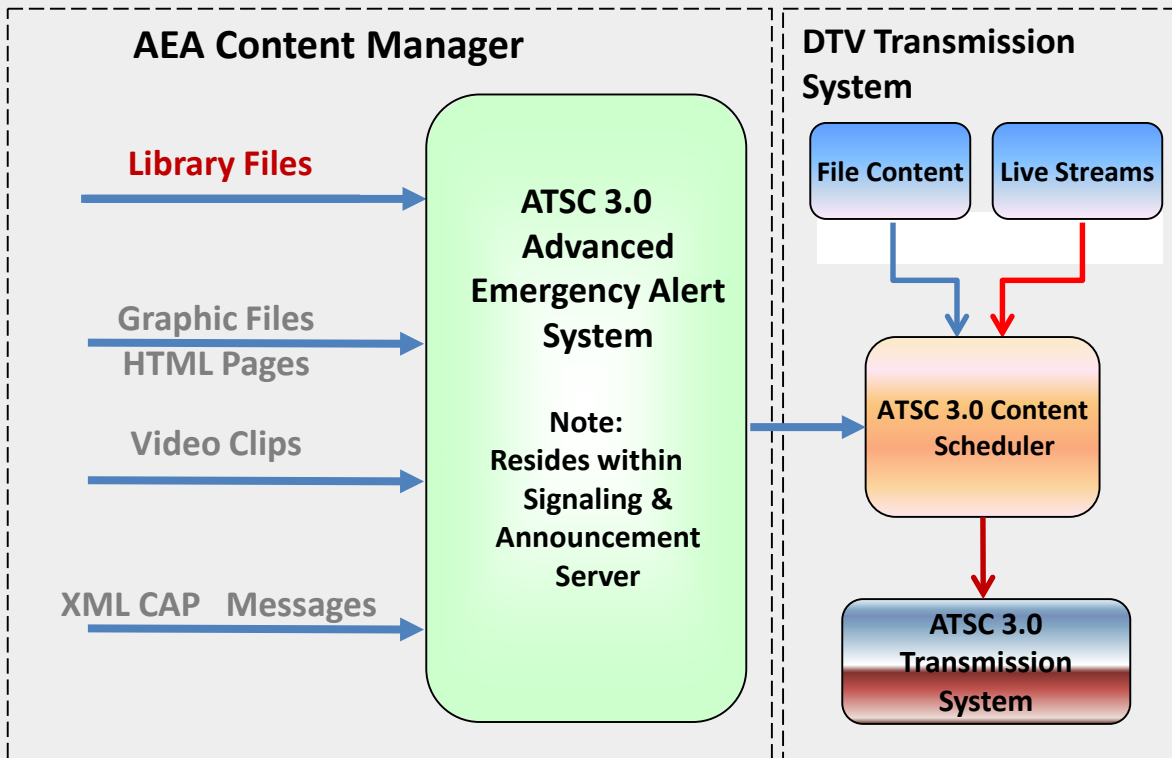 AEA Content Manager
Library Files
Graphic Files
HTML Pages
Video Clips
XML CAP Messages
ATSC 3.0
Advanced
Emergency Alert
System
Note:
Resides within
Signaling &
Announcement
Server
DTV Transmission
System
File Content
Live Streams
ATSC 3.0 Content
Scheduler
ATSC 3.0
Transmission
System